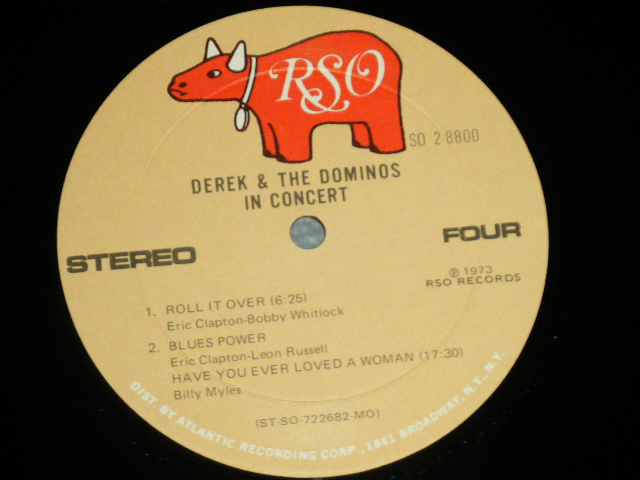 RSO
SO 2-8800
DEREK & THE DOMINOS
IN CONCERT
STEREO
FOUR
℗ 1973
RSO RECORDS
1. ROLL IT OVER (6:25)
Eric Clapton-Bobby Whitlock
2. BLUES POWER
Eric Clapton-Leon Russell
HAVE YOU EVER LOVED A WOMAN (17:30)
Billy Myles
(ST-SO-722682-MO)
DIST. BY ATLANTIC RECORDING CORP., 1841 BROADWAY, N.Y., N.Y.